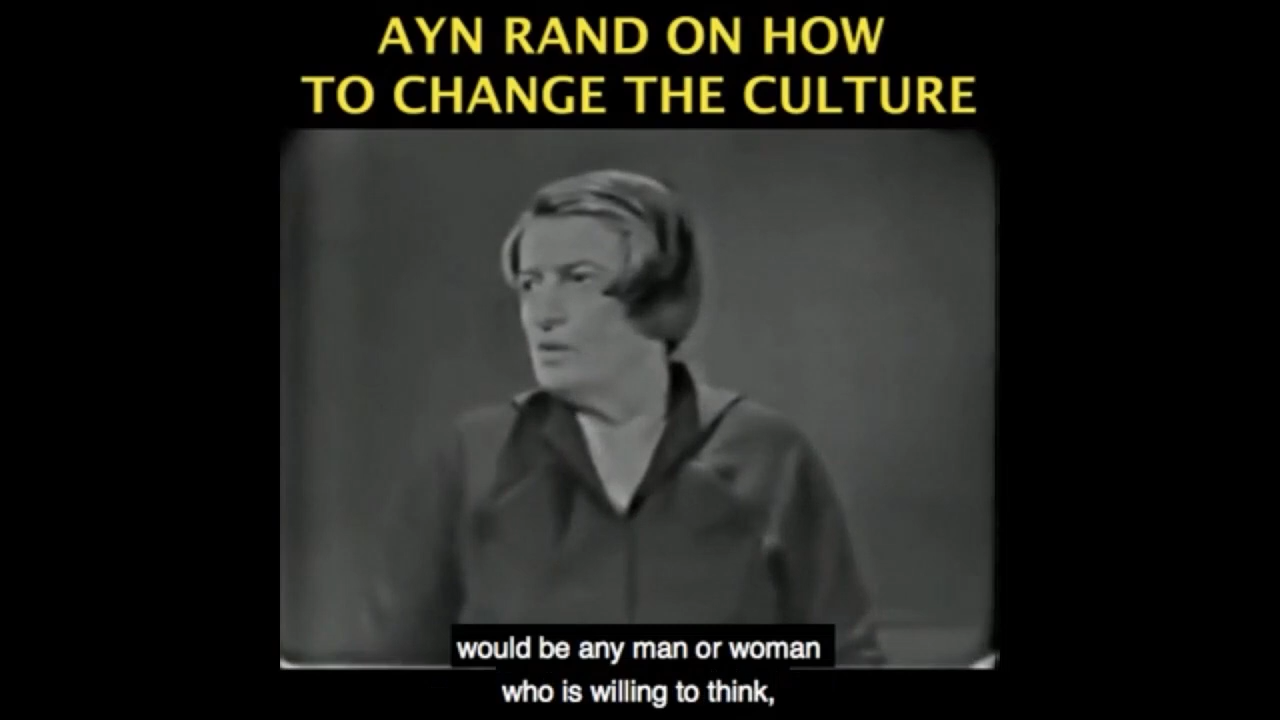 AYN RAND ON HOW
TO CHANGE THE CULTURE
would be any man or woman
who is willing to think,